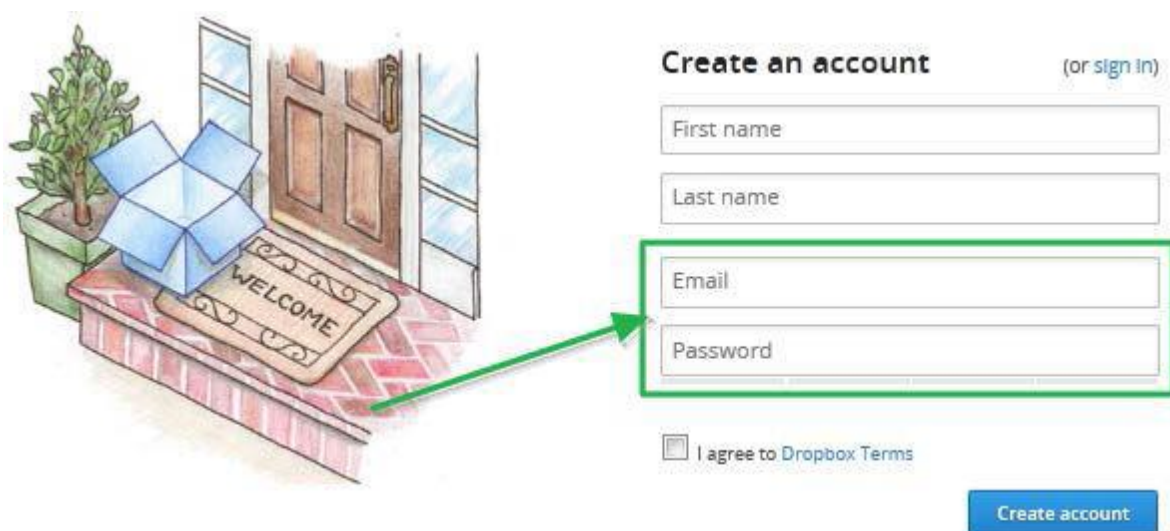 WELCOME
Create an account (or sign in)
First name
Last name
Email
Password
I agree to Dropbox Terms
Create account